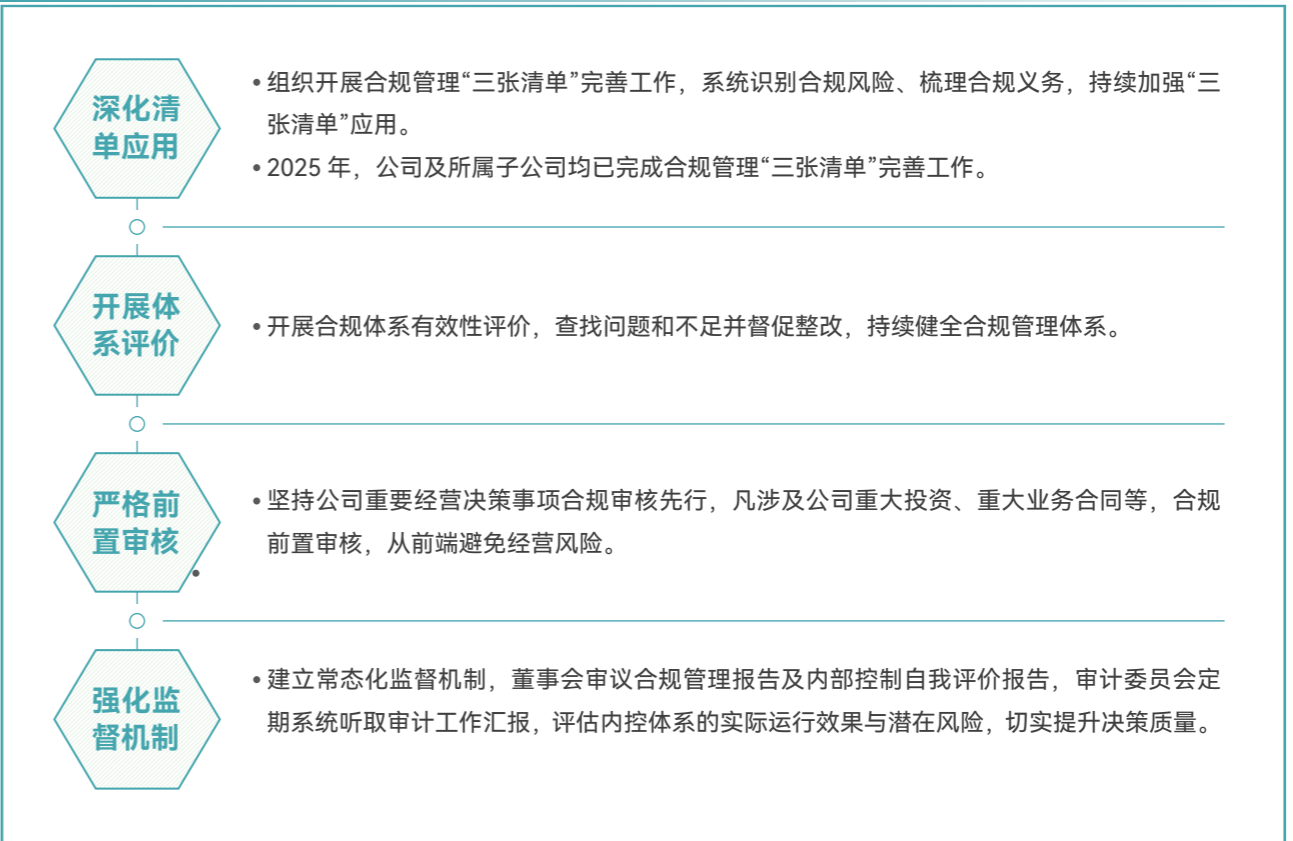 深化清
单应用
• 组织开展合规管理“三张清单”完善工作，系统识别合规风险、梳理合规义务，持续加强“三
张清单”应用。
• 2025 年，公司及所属子公司均已完成合规管理“三张清单”完善工作。
开展体
系评价
• 开展合规体系有效性评价，查找问题和不足并督促整改，持续健全合规管理体系。
严格前
置审核
• 坚持公司重要经营决策事项合规审核先行，凡涉及公司重大投资、重大业务合同等，合规
前置审核，从前端避免经营风险。
•
强化监
督机制
• 建立常态化监督机制，董事会审议合规管理报告及内部控制自我评价报告，审计委员会定
期系统听取审计工作汇报，评估内控体系的实际运行效果与潜在风险，切实提升决策质量。